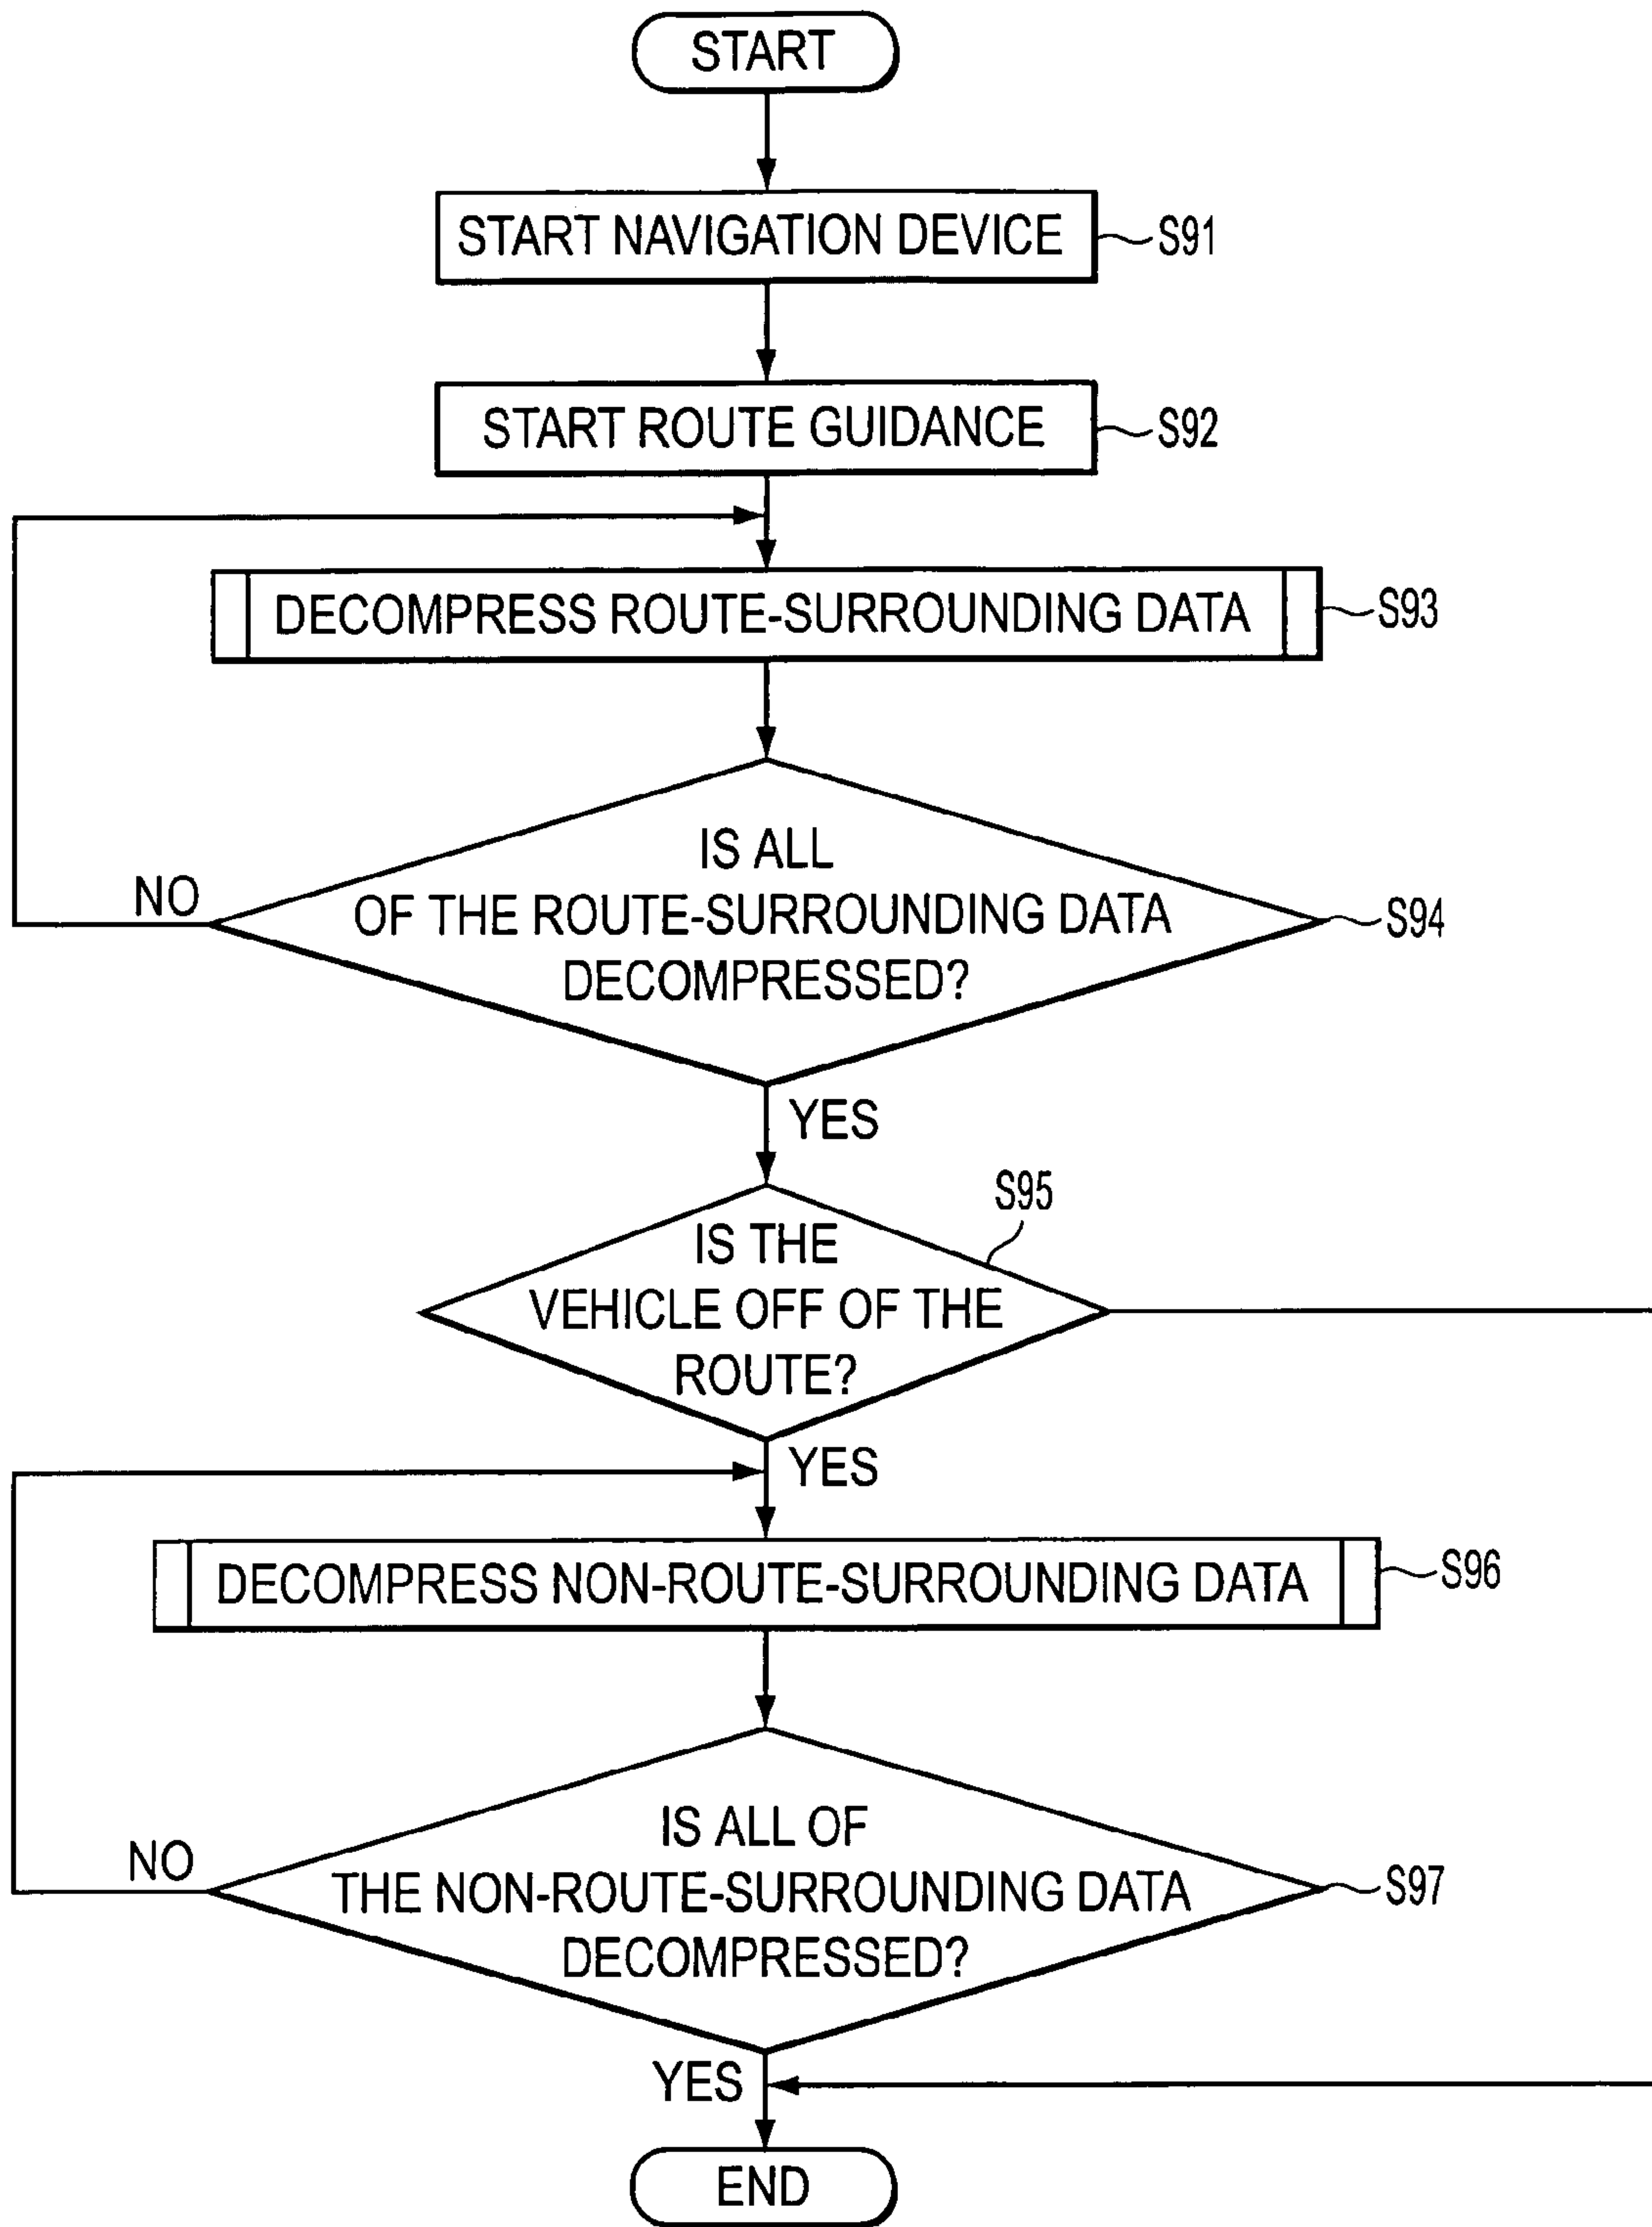 START
START NAVIGATION DEVICE
S91
START ROUTE GUIDANCE
S92
DECOMPRESS ROUTE-SURROUNDING DATA
S93
IS ALL
OF THE ROUTE-SURROUNDING DATA
DECOMPRESSED?
NO
S94
YES
S95
IS THE
VEHICLE OFF OF THE
ROUTE?
YES
DECOMPRESS NON-ROUTE-SURROUNDING DATA
S96
IS ALL OF
THE NON-ROUTE-SURROUNDING DATA
DECOMPRESSED?
NO
S97
YES
END